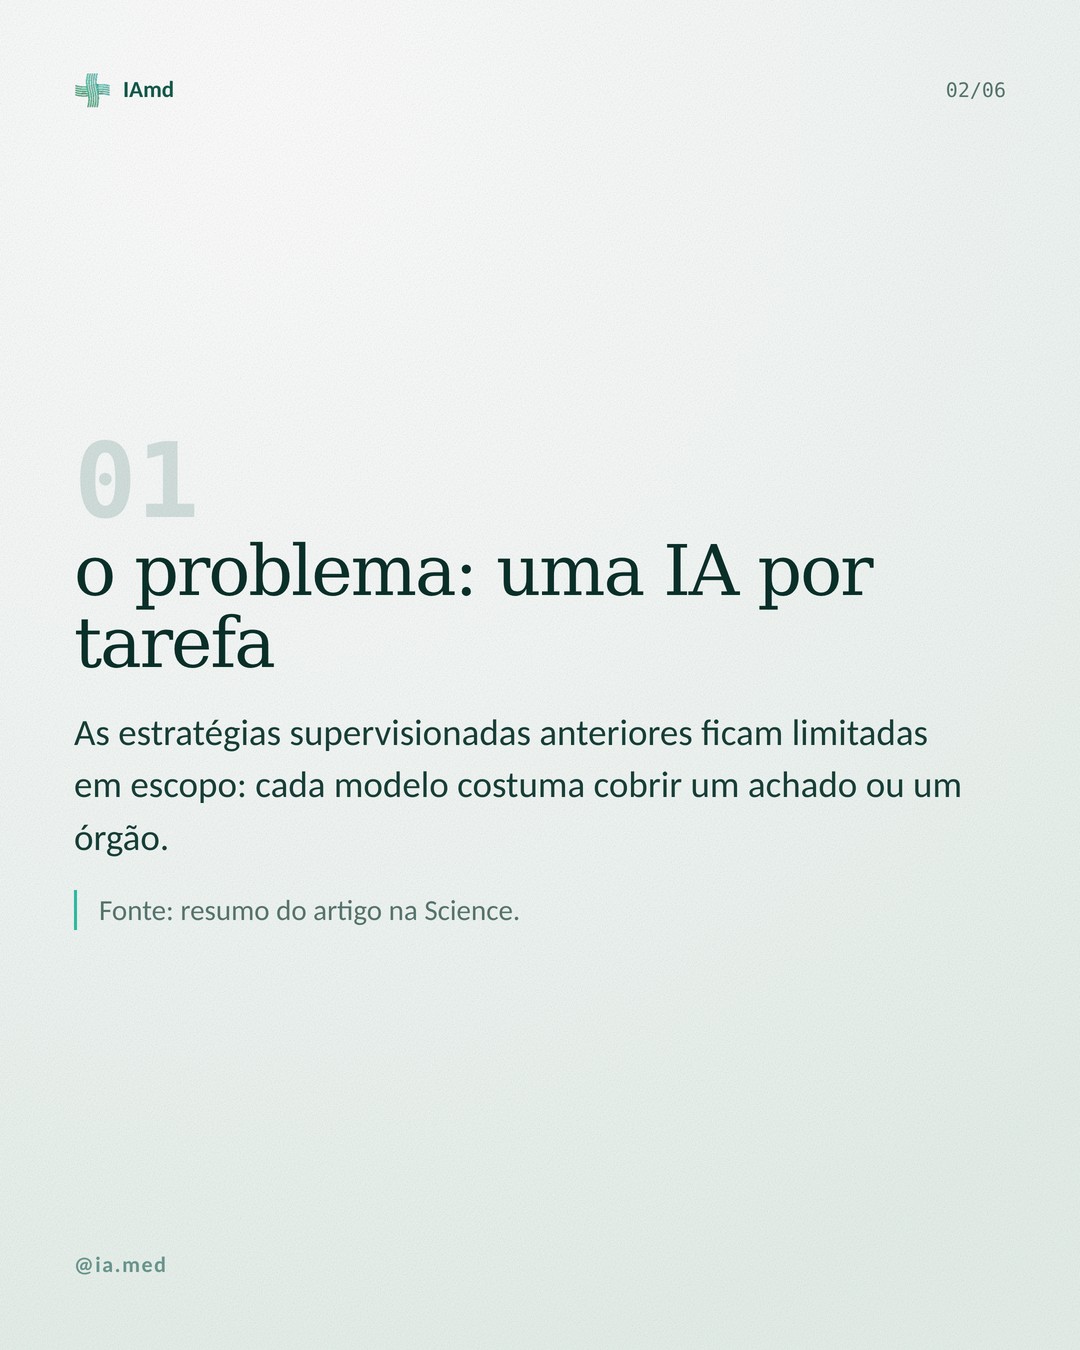 IAmd
02/06
01
o problema: uma IA por
tarefa
As estratégias supervisionadas anteriores ficam limitadas
em escopo: cada modelo costuma cobrir um achado ou um
órgão.
Fonte: resumo do artigo na Science.
@ia.med